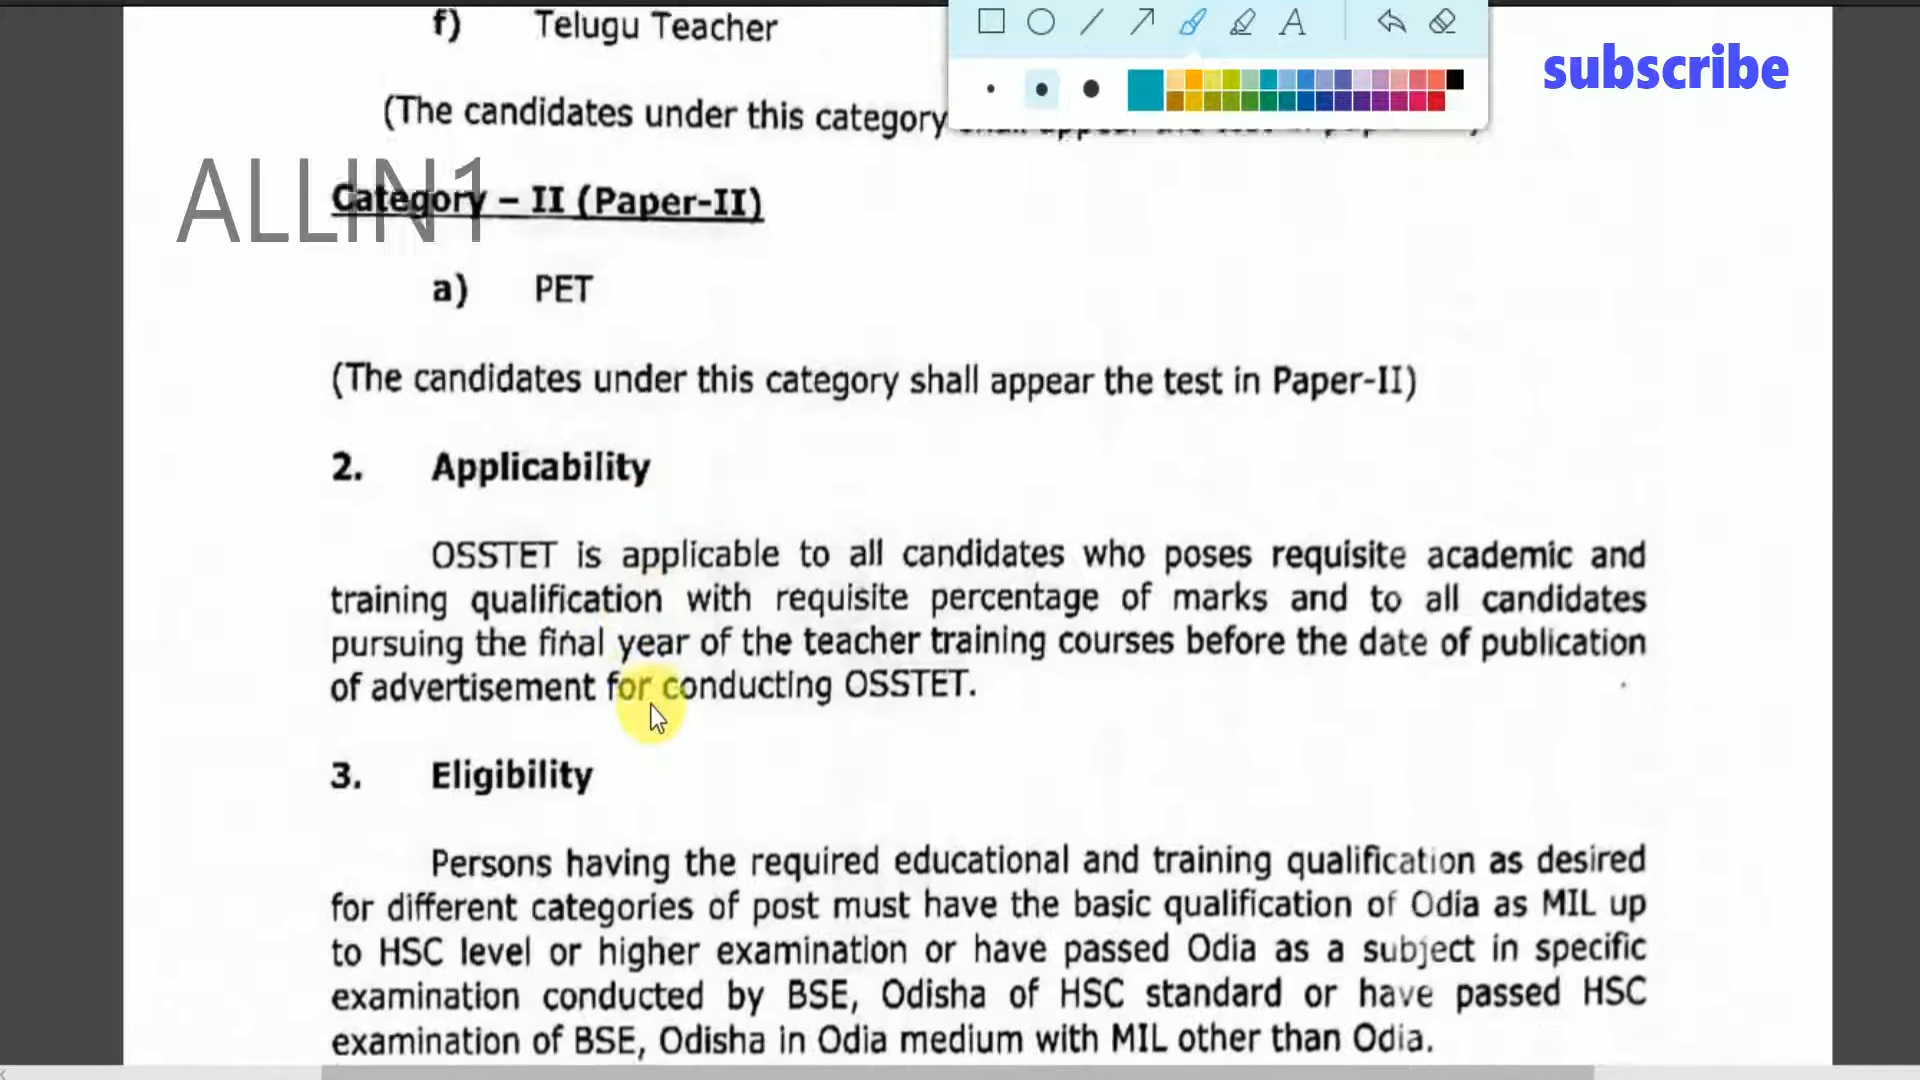 f) Telugu Teacher
subscribe
(The candidates under this category
ALLIN1
Category – II (Paper-II)
a) PET
(The candidates under this category shall appear the test in Paper-II)
2. Applicability
OSSTET is applicable to all candidates who poses requisite academic and
training qualification with requisite percentage of marks and to all candidates
pursuing the final year of the teacher training courses before the date of publication
of advertisement for conducting OSSTET.
3. Eligibility
Persons having the required educational and training qualification as desired
for different categories of post must have the basic qualification of Odia as MIL up
to HSC level or higher examination or have passed Odia as a subject in specific
examination conducted by BSE, Odisha of HSC standard or have passed HSC
examination of BSE, Odisha in Odia medium with MIL other than Odia.